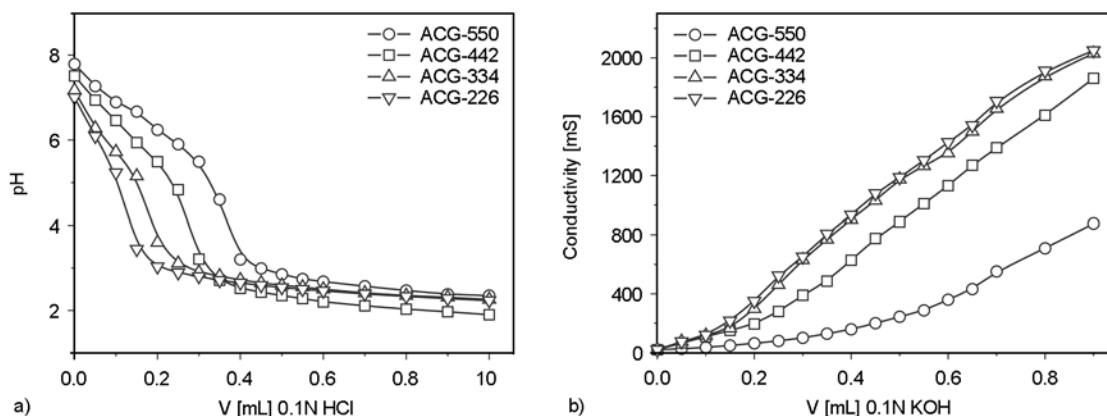 ACG-550
ACG-442
ACG-334
ACG-226
8
6
4
2
pH
0.0
0.2
0.4
0.6
0.8
10
V [mL] 0.1N HCl
a)
ACG-550
ACG-442
ACG-334
ACG-226
2000
1600
1200
800
400
0
Conductivity [mS]
0.0
0.2
0.4
0.6
0.8
V [mL] 0.1N KOH
b)